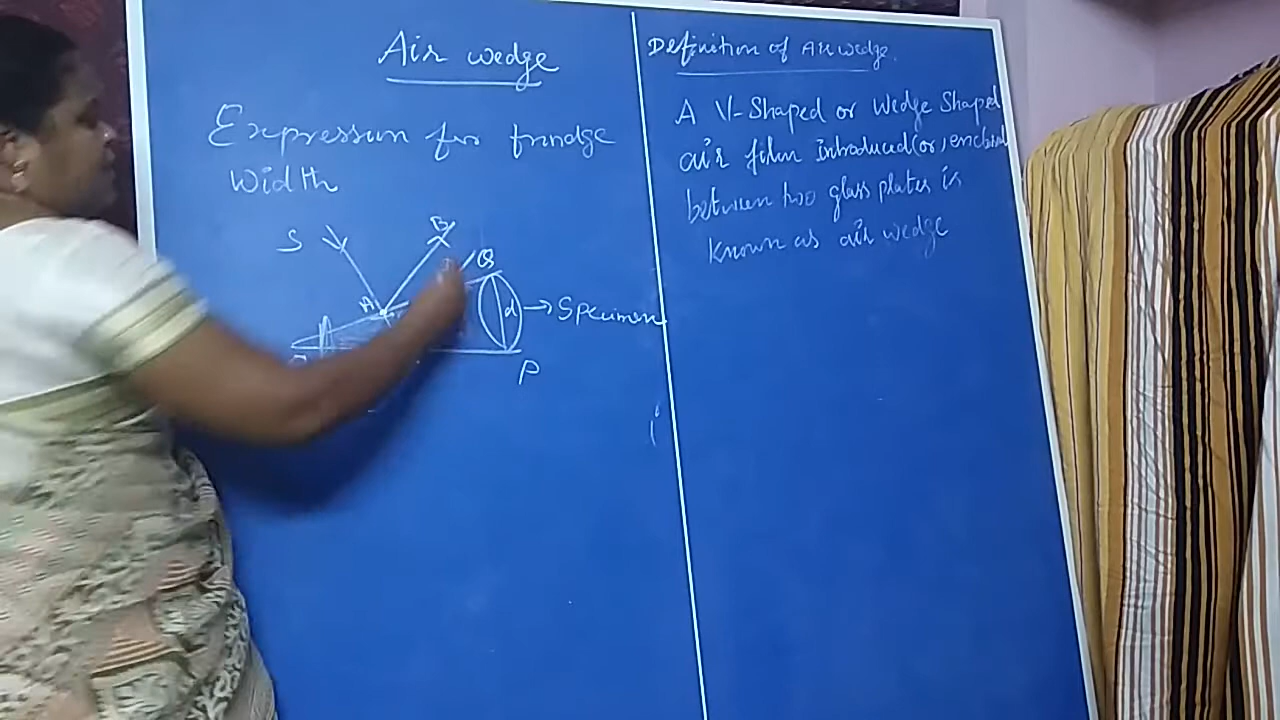 Air wedge
Expression for frindge
width
S
B
Q
A
d → Specimen
P
Definition of Air wedge.
A V-Shaped or wedge Shaped
air film introduced (or) enclosed
between two glass plates is
known as air wedge